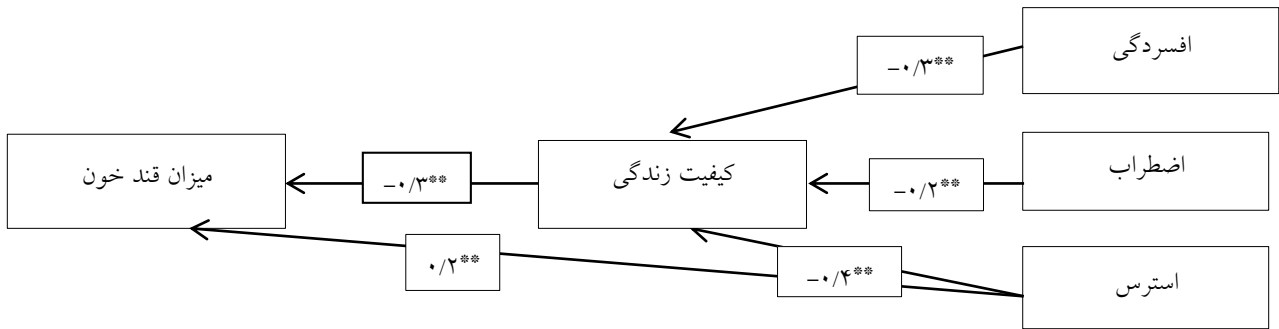 افسردگی
-۰/۳**
اضطراب
-۰/۲**
کیفیت زندگی
-۰/۳**
میزان قند خون
استرس
-۰/۴**
۰/۲**